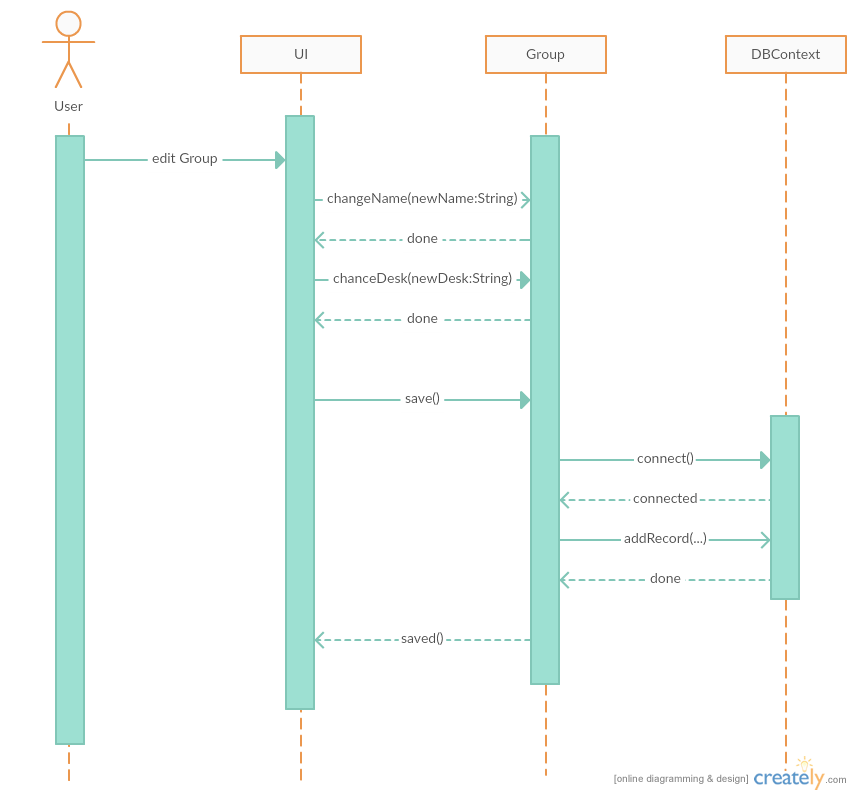 UI
Group
DBContext
User
edit Group
changeName(newName:String)
done
chanceDesk(newDesk:String)
done
save()
connect()
connected
addRecord(...)
done
saved()
[online diagramming & design] creately.com